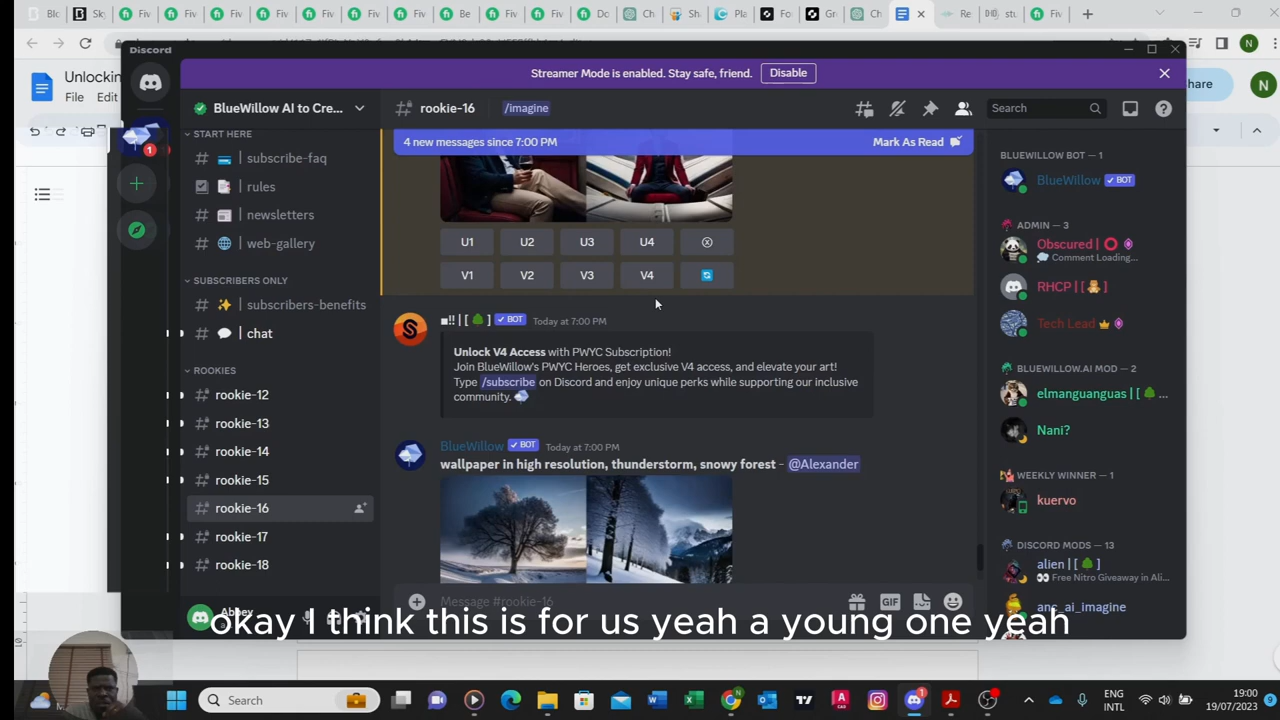 Discord
Streamer Mode is enabled. Stay safe, friend.
Disable
Unlocking
File Edit
BlueWillow AI to Cre...
rookie-16
/imagine
Search
4 new messages since 7:00 PM
Mark As Read
START HERE
| subscribe-faq
| rules
| newsletters
| web-gallery
SUBSCRIBERS ONLY
| subscribers-benefits
| chat
ROOKIES
rookie-12
rookie-13
rookie-14
rookie-15
rookie-16
rookie-17
rookie-18
U1 U2 U3 U4
V1 V2 V3 V4
BOT Today at 7:00 PM
Unlock V4 Access with PWYC Subscription!
Join BlueWillow's PWYC Heroes, get exclusive V4 access, and elevate your art!
Type /subscribe on Discord and enjoy unique perks while supporting our inclusive
community.
BlueWillow BOT Today at 7:00 PM
wallpaper in high resolution, thunderstorm, snowy forest - @Alexander
Message #rookie-16
GIF
BLUEWILLOW BOT — 1
BlueWillow BOT
ADMIN — 3
Obscured |
Comment Loading...
RHCP | [ ]
Tech Lead
BLUEWILLOW.AI MOD — 2
elmanguanguas | [ ...
Nani?
WEEKLY WINNER — 1
kuervo
DISCORD MODS — 13
alien | [ ]
Free Nitro Giveaway in Ali...
anc_ai_imagine
okay I think this is for us yeah a young one yeah
Search
ENG
INTL
19:00
19/07/2023